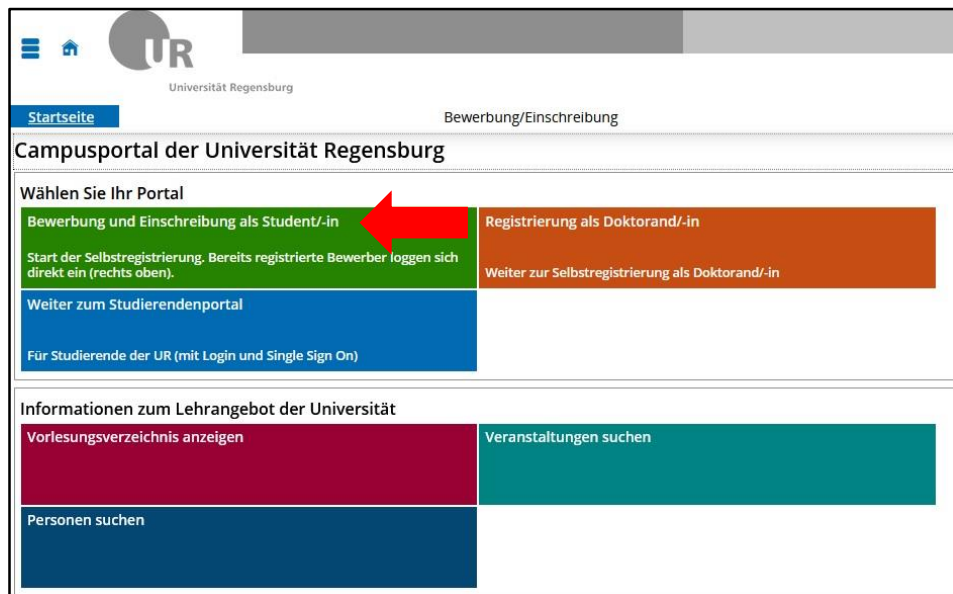 UR
Universität Regensburg
Startseite
Bewerbung/Einschreibung
Campusportal der Universität Regensburg
Wählen Sie Ihr Portal
Bewerbung und Einschreibung als Student/-in
Start der Selbstregistrierung. Bereits registrierte Bewerber loggen sich
direkt ein (rechts oben).
Registrierung als Doktorand/-in
Weiter zur Selbstregistrierung als Doktorand/-in
Weiter zum Studierendenportal
Für Studierende der UR (mit Login und Single Sign On)
Informationen zum Lehrangebot der Universität
Vorlesungsverzeichnis anzeigen
Veranstaltungen suchen
Personen suchen